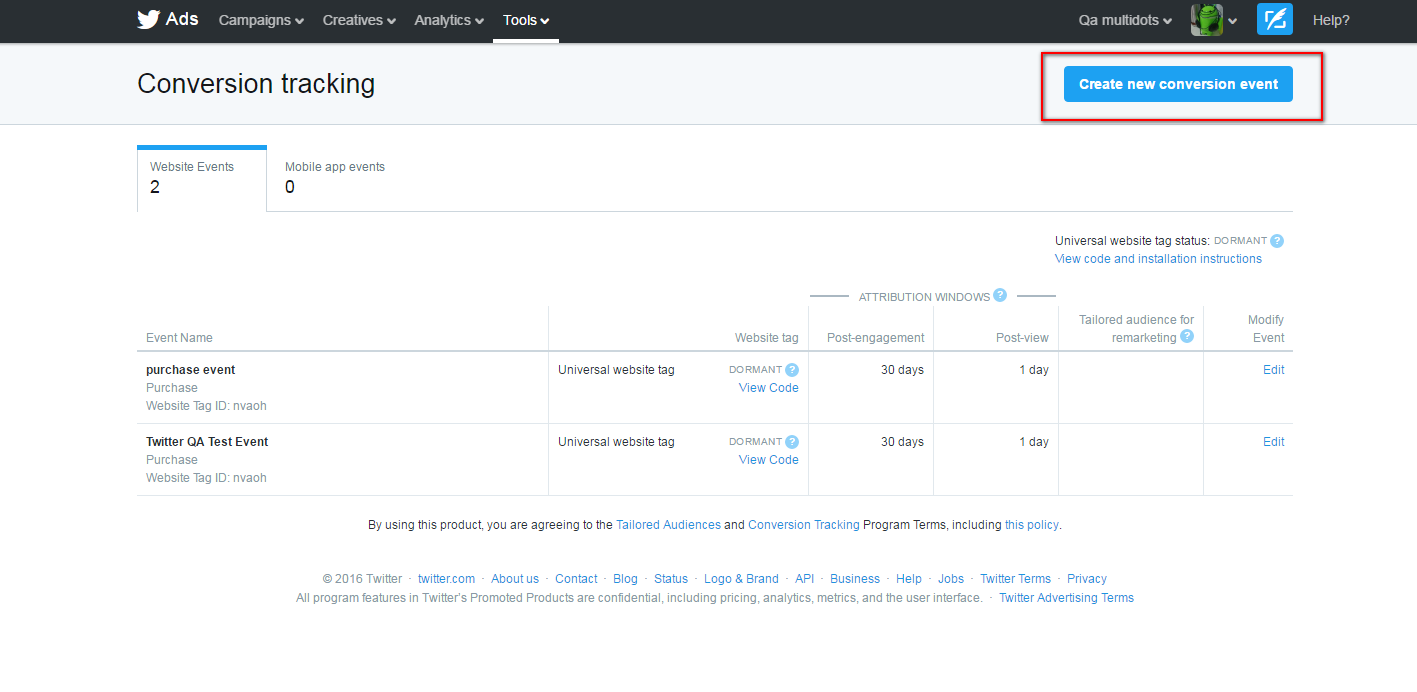 Ads Campaigns Creatives Analytics Tools Qa multidots Help?
Conversion tracking
Create new conversion event
Website Events
2
Mobile app events
0
Universal website tag status: DORMANT ?
View code and installation instructions
ATTRIBUTION WINDOWS ?
Event Name
Website tag
Post-engagement
Post-view
Tailored audience for
remarketing ?
Modify
Event
purchase event
Purchase
Website Tag ID: nvaoh
Universal website tag
DORMANT ?
View Code
30 days
1 day
Edit
Twitter QA Test Event
Purchase
Website Tag ID: nvaoh
Universal website tag
DORMANT ?
View Code
30 days
1 day
Edit
By using this product, you are agreeing to the Tailored Audiences and Conversion Tracking Program Terms, including this policy.
© 2016 Twitter · twitter.com · About us · Contact · Blog · Status · Logo & Brand · API · Business · Help · Jobs · Twitter Terms · Privacy
All program features in Twitter's Promoted Products are confidential, including pricing, analytics, metrics, and the user interface. · Twitter Advertising Terms